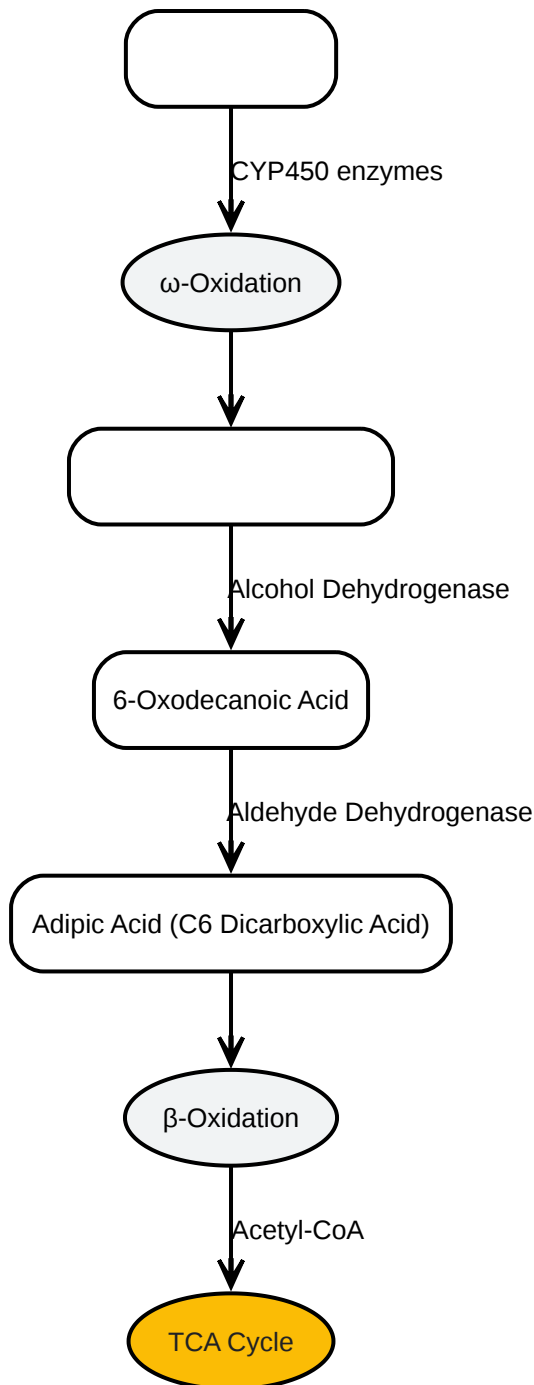 CYP450 enzymes
ω-Oxidation
Alcohol Dehydrogenase
6-Oxodecanoic Acid
Aldehyde Dehydrogenase
Adipic Acid (C6 Dicarboxylic Acid)
β-Oxidation
Acetyl-CoA
TCA Cycle